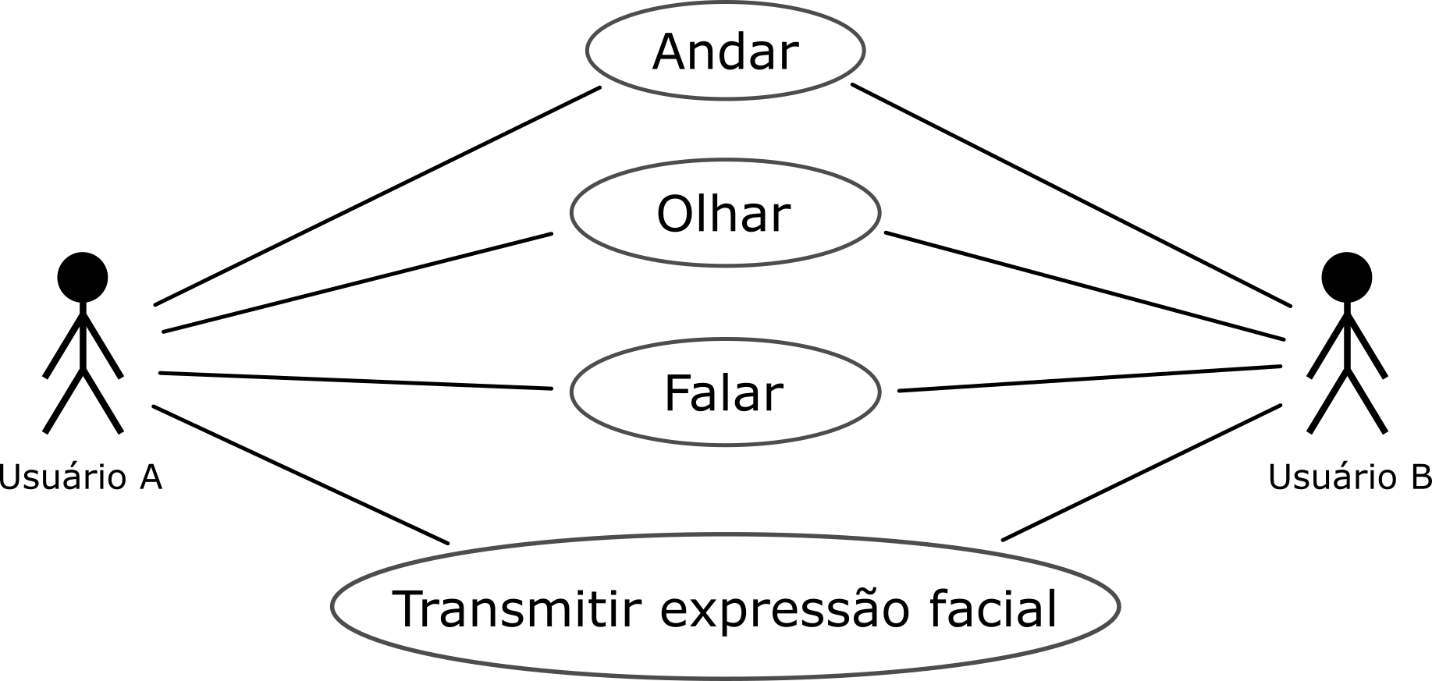 Andar
Olhar
Falar
Usuário A
Usuário B
Transmitir expressão facial